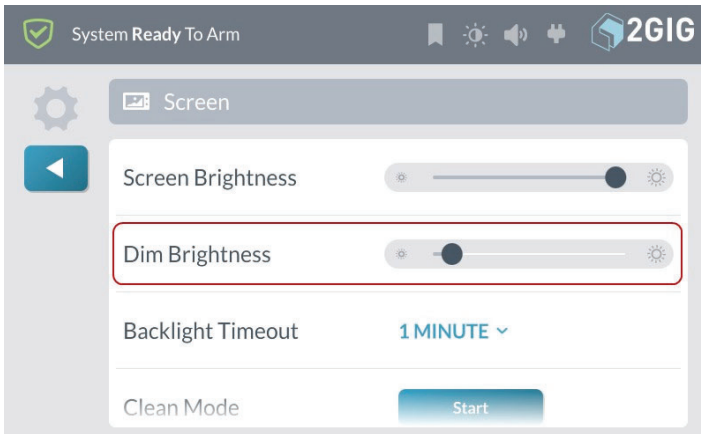 System Ready To Arm
2GIG
Screen
Screen Brightness
Dim Brightness
Backlight Timeout
1 MINUTE
Clean Mode
Start